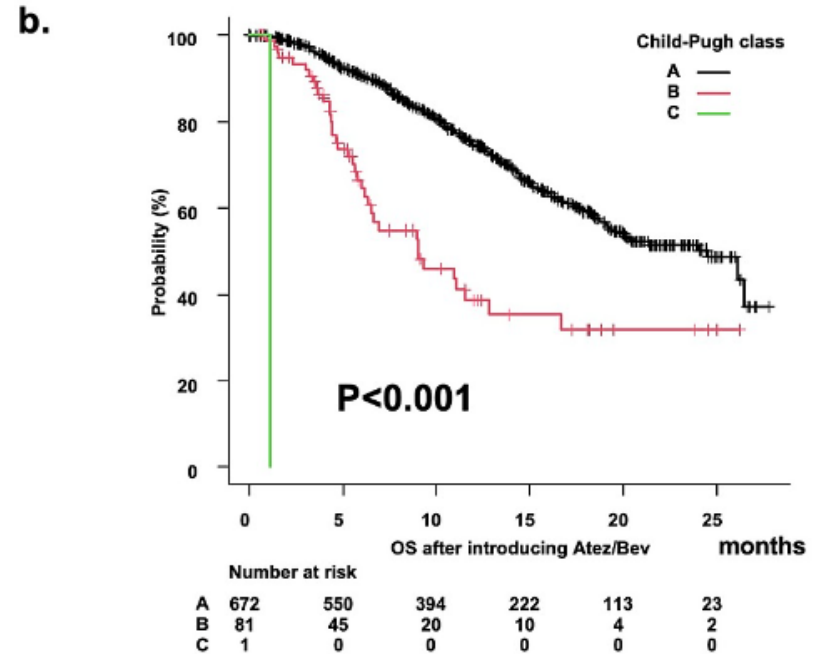 b.
100
80
60
40
20
0
Probability (%)
Child-Pugh class
A
B
C
P<0.001
0 5 10 15 20 25
OS after introducing Atez/Bev months
Number at risk
A 672 550 394 222 113 23
B 81 45 20 10 4 2
C 1 0 0 0 0 0